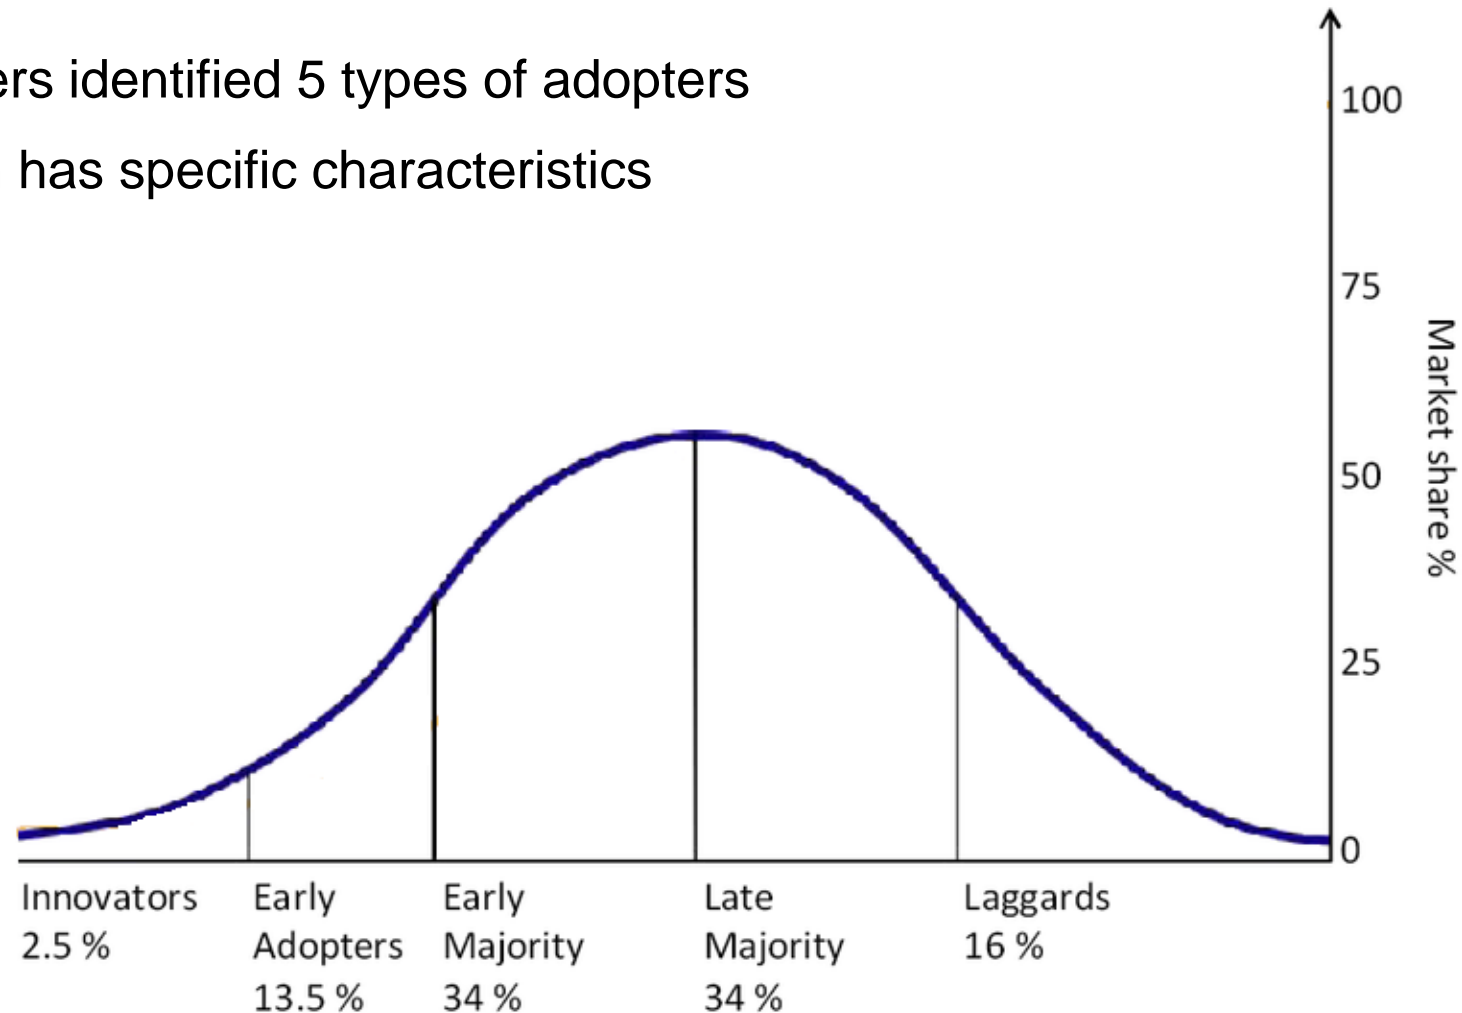 ers identified 5 types of adopters
has specific characteristics
100
75
50
25
0
Market share %
Innovators
2.5 %
Early
Adopters
13.5 %
Early
Majority
34 %
Late
Majority
34 %
Laggards
16 %